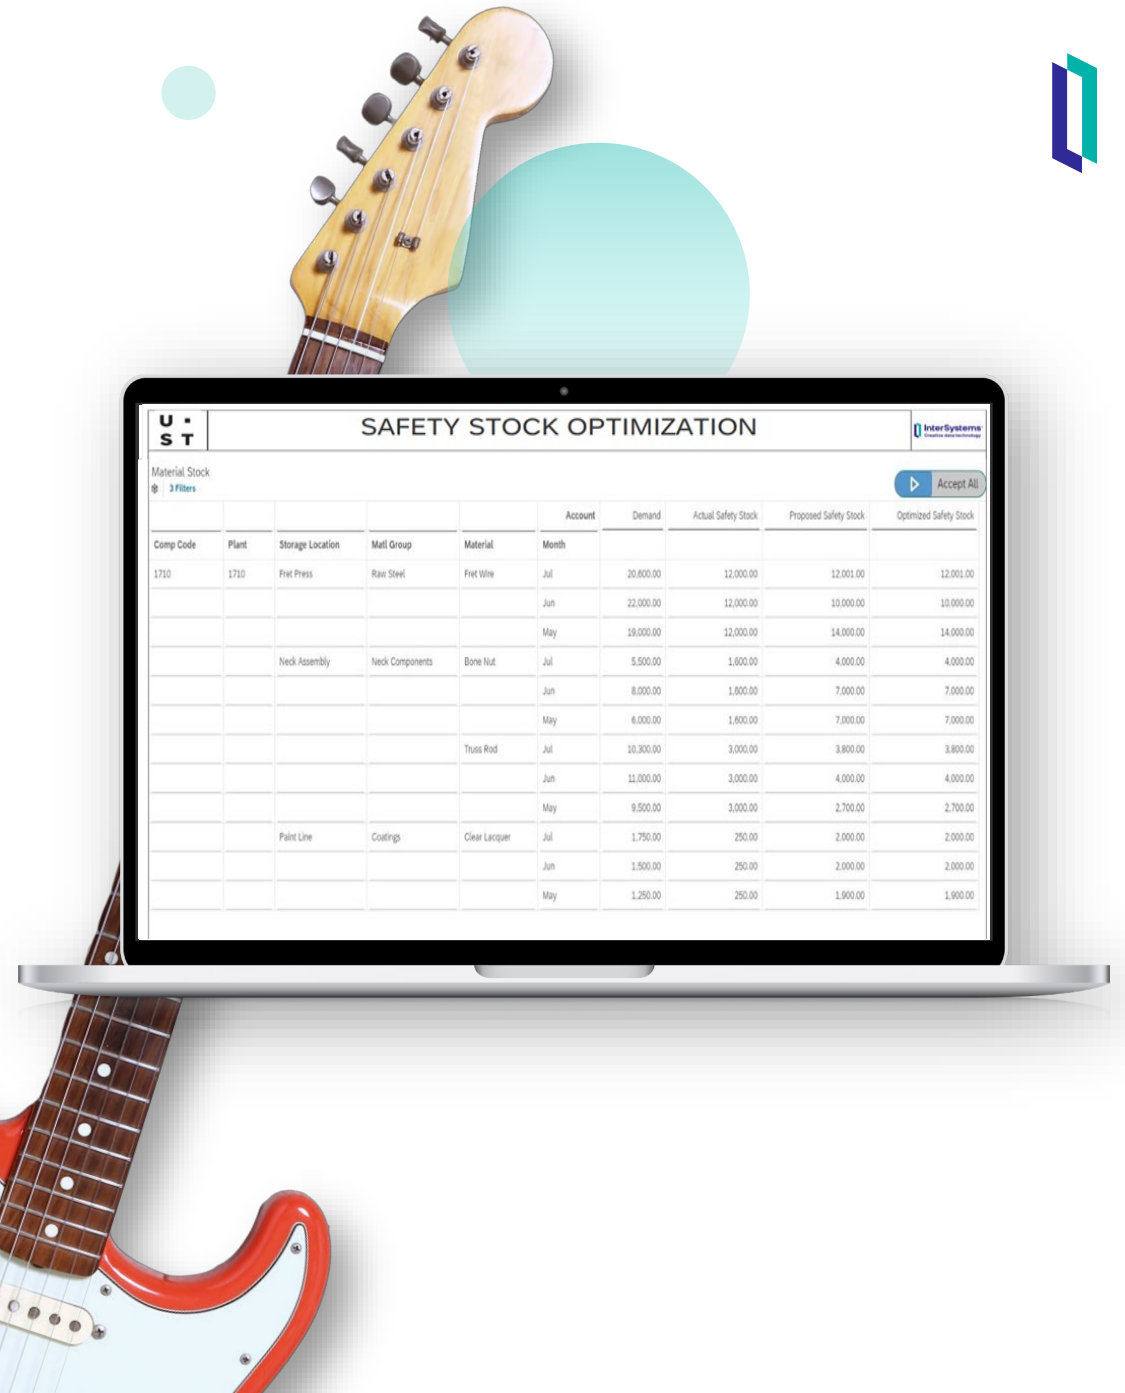 U ·
S T
SAFETY STOCK OPTIMIZATION
InterSystems
Creative data technology
Material Stock
3 Filters
Accept All
Account Demand Actual Safety Stock Proposed Safety Stock Optimized Safety Stock
Comp Code Plant Storage Location Matl Group Material Month
1710 1710 Fret Press Raw Steel Fret Wire Jul 20,600.00 12,000.00 12,001.00 12,001.00
Jun 22,000.00 12,000.00 10,000.00 10,000.00
May 19,000.00 12,000.00 14,000.00 14,000.00
Neck Assembly Neck Components Bone Nut Jul 5,500.00 1,600.00 4,000.00 4,000.00
Jun 8,000.00 1,600.00 7,000.00 7,000.00
May 6,000.00 1,600.00 7,000.00 7,000.00
Truss Rod Jul 10,300.00 3,000.00 3,800.00 3,800.00
Jun 11,000.00 3,000.00 4,000.00 4,000.00
May 9,500.00 3,000.00 2,700.00 2,700.00
Paint Line Coatings Clear Lacquer Jul 1,750.00 250.00 2,000.00 2,000.00
Jun 1,500.00 250.00 2,000.00 2,000.00
May 1,250.00 250.00 1,900.00 1,900.00